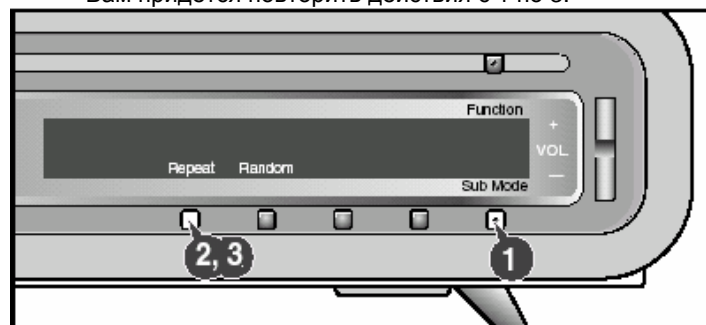 Вам придется повторить действия с 1 по 3.
Function
+
VOL
—
Repeat Random
Sub Mode
2, 3
1